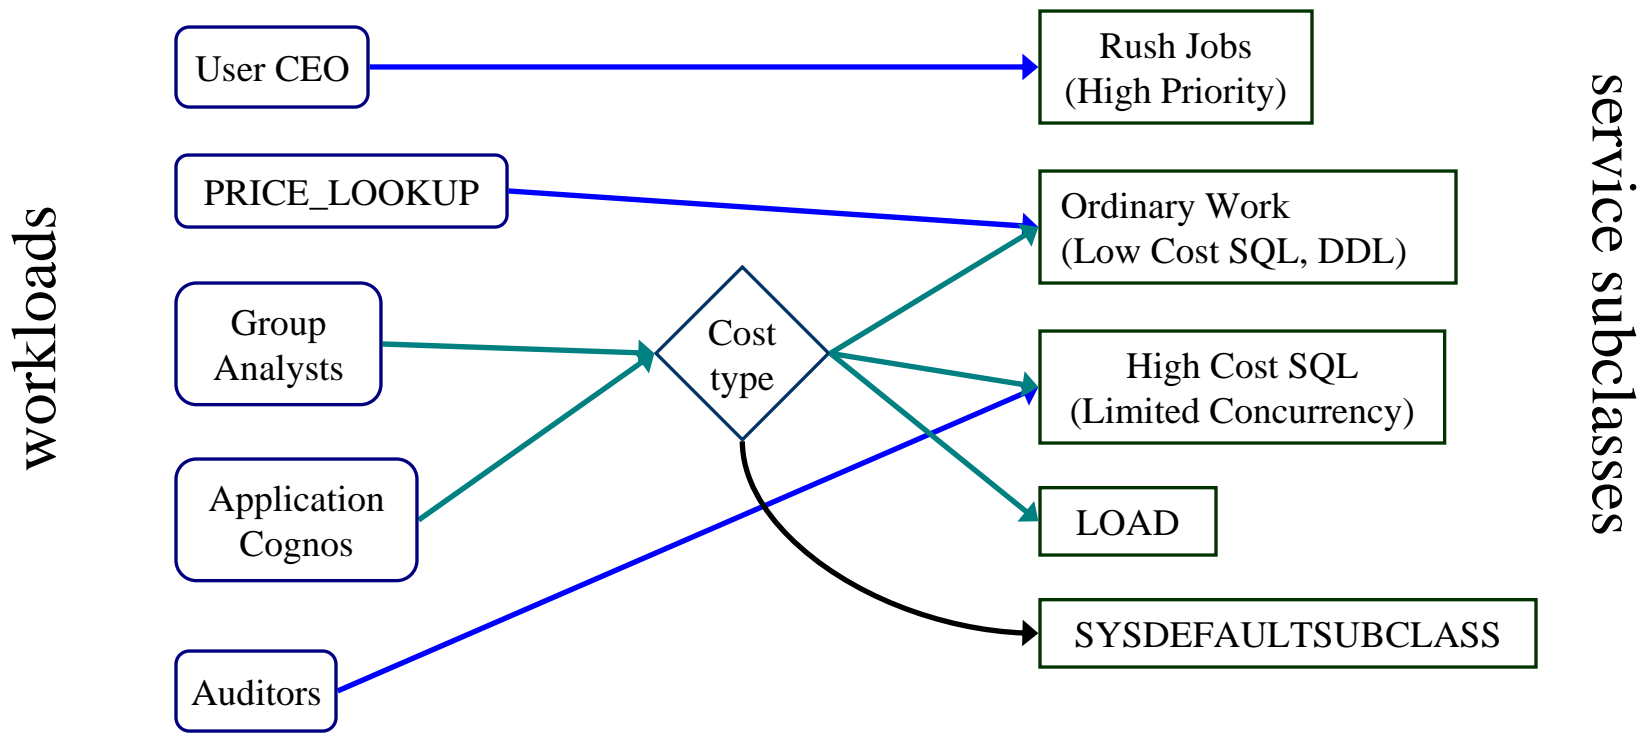 workloads
User CEO
PRICE_LOOKUP
Group
Analysts
Application
Cognos
Auditors
Cost
type
Rush Jobs
(High Priority)
Ordinary Work
(Low Cost SQL, DDL)
High Cost SQL
(Limited Concurrency)
LOAD
SYSDEFAULTSUBCLASS
service subclasses